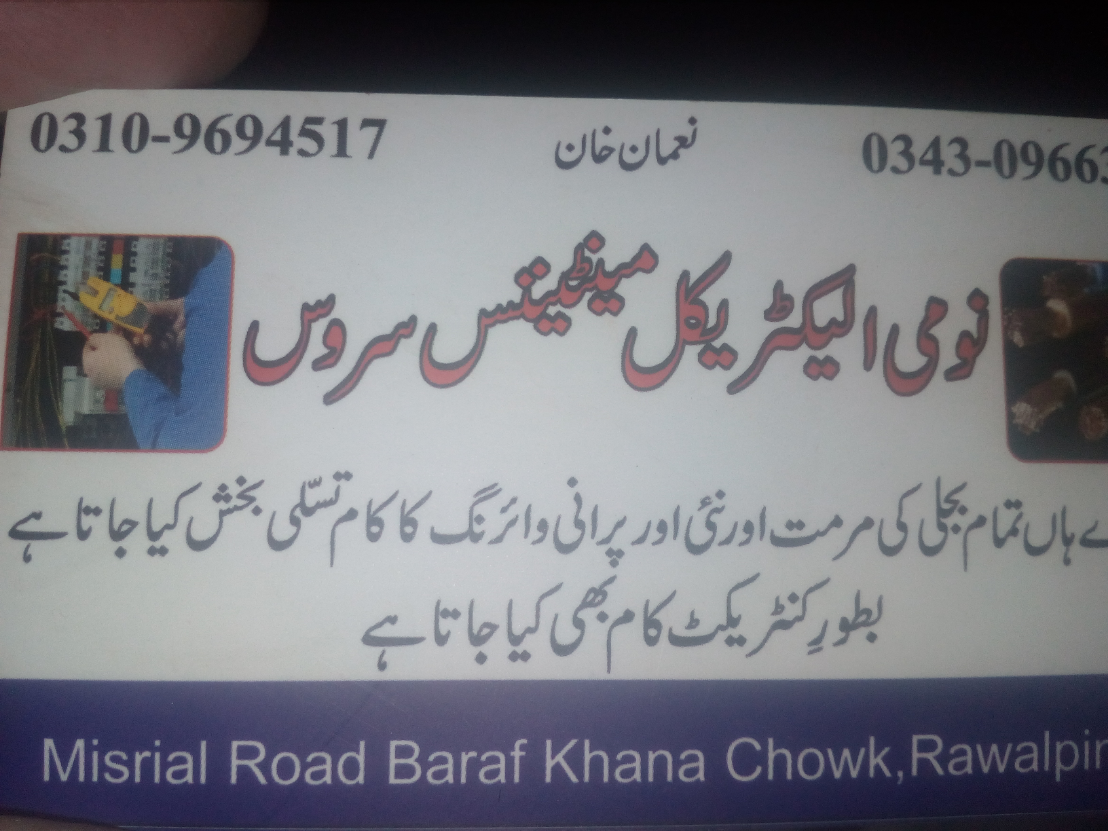 0310-9694517 نعمان خان 0343-0966
نومی الیکٹریکل مینٹیننس سروس
ہاں تمام بجلی کی مرمت اور نئی اور پرانی وائرنگ کا کام تسلّی بخش کیا جاتا ہے
بطورِ کنٹریکٹ کام بھی کیا جاتا ہے
Misrial Road Baraf Khana Chowk,Rawalpin